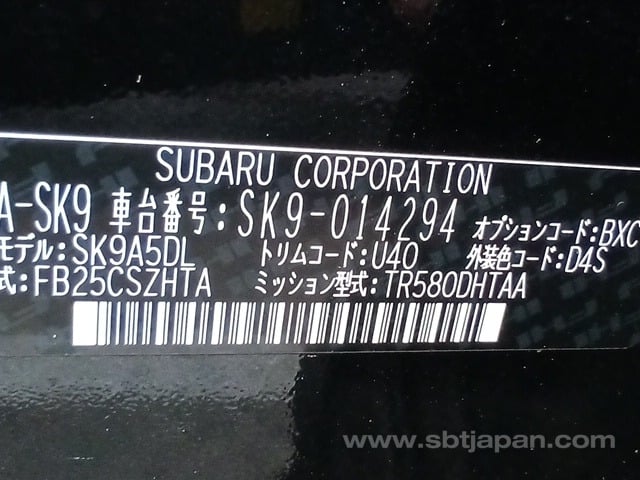 SUBARU CORPORATION
A-SK9 車台番号:SK9-014294 オプションコード:BXC
モデル:SK9A5DL トリムコード:U40 外装色コード:D4S
式:FB25CSZHTA ミッション型式:TR580DHTAA
www.sbtjapan.com